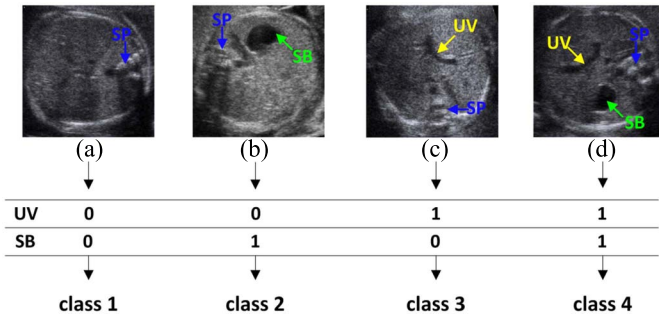 SP
SP
SB
UV
SP
UV
SP
SB
(a) (b) (c) (d)
UV 0 0 1 1
SB 0 1 0 1
class 1 class 2 class 3 class 4